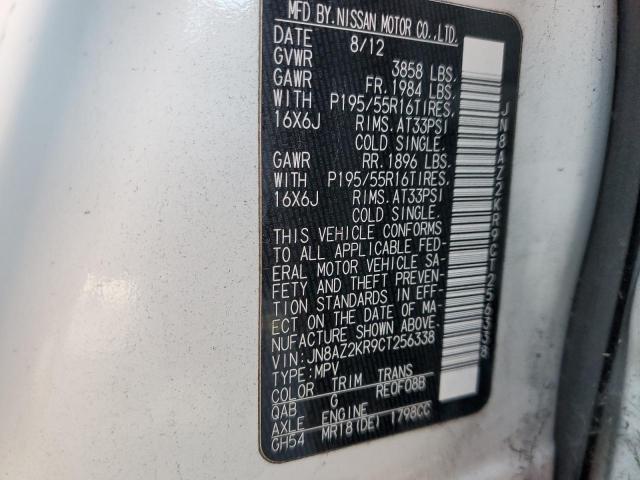 MFD BY.NISSAN MOTOR CO.,LTD.
DATE 8/12
GVWR 3858 LBS.
GAWR FR.1984 LBS.
WITH P195/55R16TIRES,
16X6J RIMS.AT33PSI
COLD SINGLE.
GAWR RR.1896 LBS.
WITH P195/55R16TIRES,
16X6J RIMS.AT33PSI
COLD SINGLE.
THIS VEHICLE CONFORMS
TO ALL APPLICABLE FED-
ERAL MOTOR VEHICLE SA-
FETY AND THEFT PREVEN-
TION STANDARDS IN EFF-
ECT ON THE DATE OF MA-
NUFACTURE SHOWN ABOVE.
VIN:JN8AZ2KR9CT256338
TYPE:MPV
COLOR TRIM TRANS
QAB G RE0F08B
AXLE ENGINE
GH54 MR18(DE) 1798CC
JN8AZ2KR9CT256338